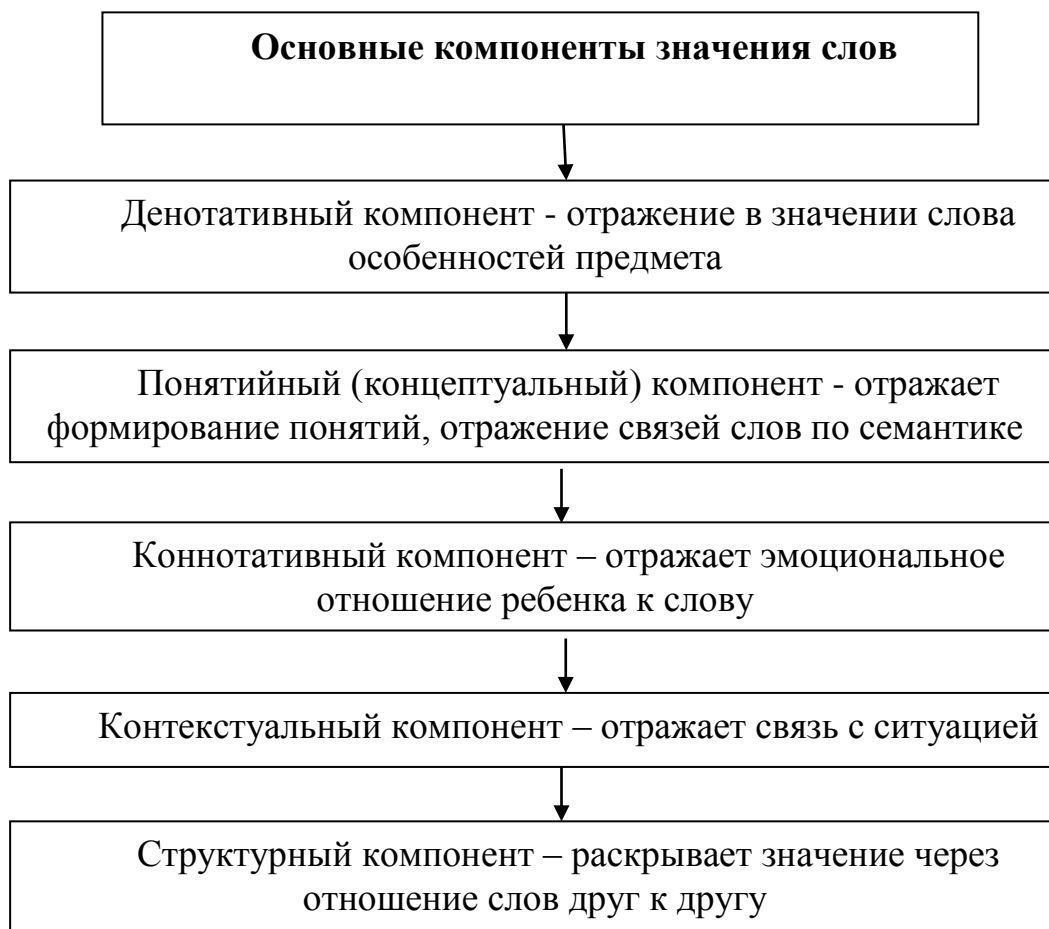 Основные компоненты значения слов
Денотативный компонент - отражение в значении слова
особенностей предмета
Понятийный (концептуальный) компонент - отражает
формирование понятий, отражение связей слов по семантике
Коннотативный компонент – отражает эмоциональное
отношение ребенка к слову
Контекстуальный компонент – отражает связь с ситуацией
Структурный компонент – раскрывает значение через
отношение слов друг к другу